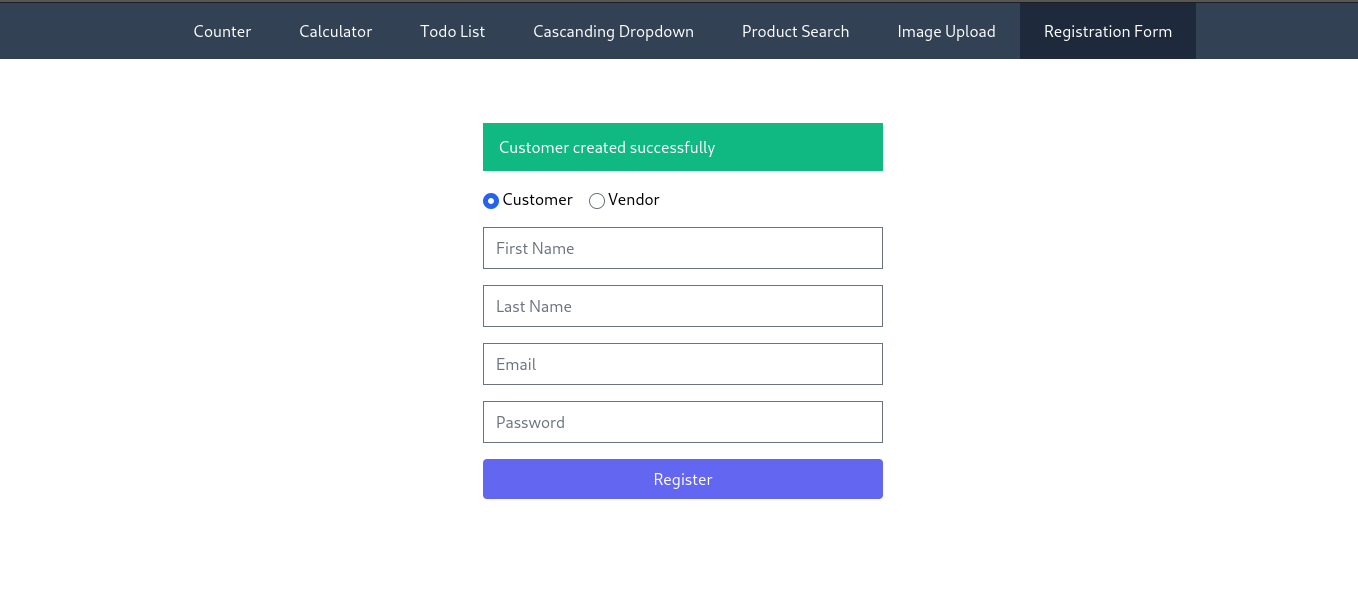 Counter Calculator Todo List Cascanding Dropdown Product Search Image Upload Registration Form
Customer created successfully
Customer Vendor
First Name
Last Name
Email
Password
Register